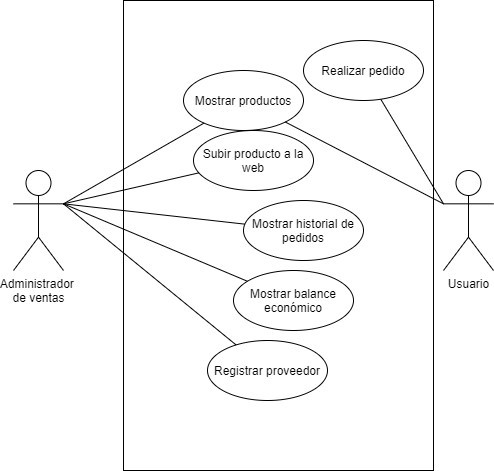 Realizar pedido
Mostrar productos
Subir producto a la
web
Mostrar historial de
pedidos
Administrador
de ventas
Usuario
Mostrar balance
económico
Registrar proveedor